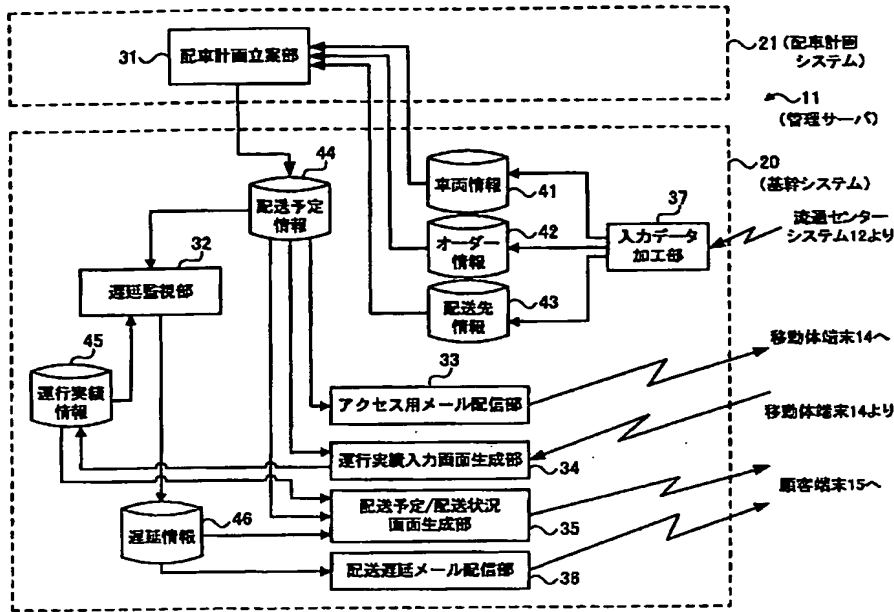 31
配車計画立案部
21(配車計画
システム)
11
(管理サーバ)
44
配送予定
情報
車両情報
41
20
(基幹システム)
37
入力データ
加工部
流通センター
システム12より
42
オーダー
情報
32
遅延監視部
配送先
情報
43
45
運行実績
情報
33
アクセス用メール配信部
移動体端末14へ
移動体端末14より
運行実績入力画面生成部
34
配送予定/配送状況
画面生成部
35
顧客端末15へ
遅延情報
46
配送遅延メール配信部
36